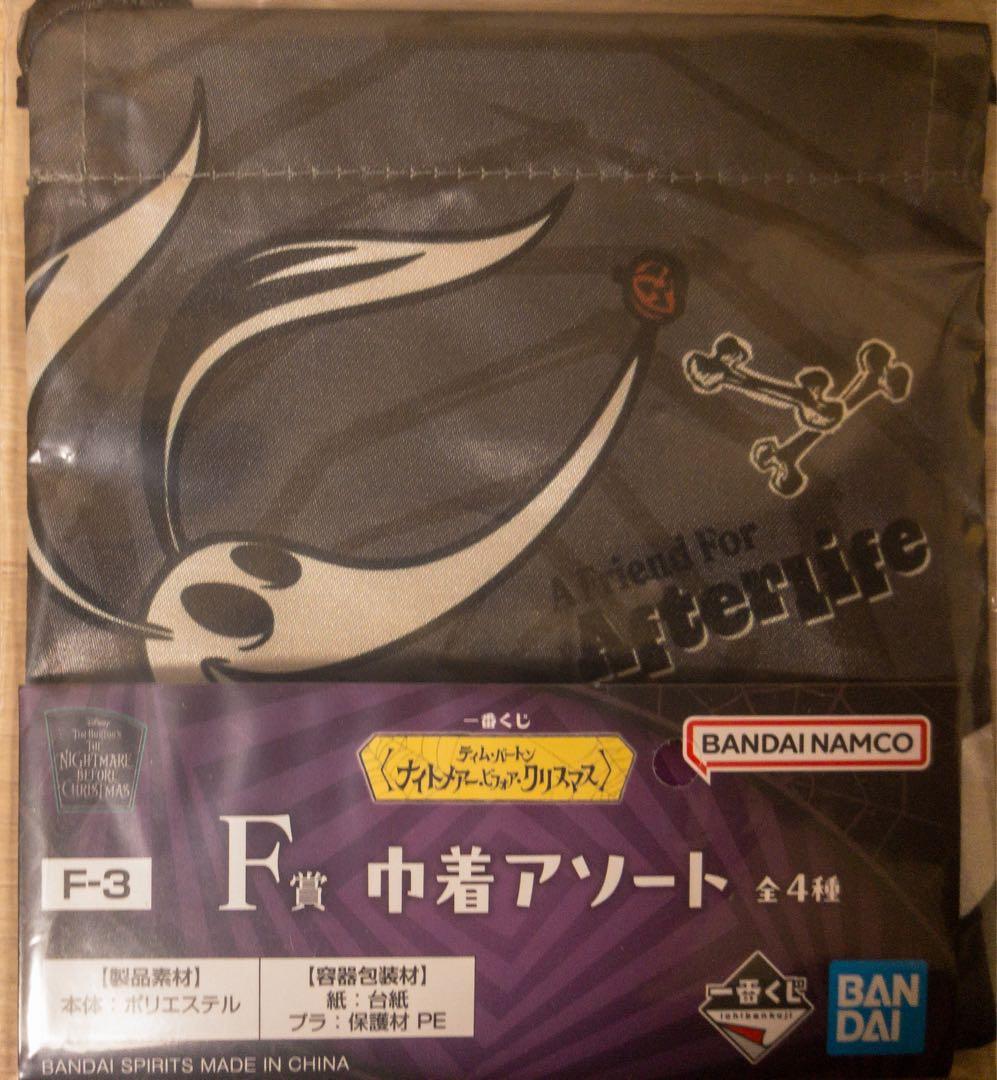 A Friend For
Afterlife
一番くじ
Disney
Tim Burton's
THE
NIGHTMARE
BEFORE
CHRISTMAS
ティム・バートン
ナイトメアー・ビフォア・クリスマス
BANDAI NAMCO
F-3
F賞 巾着アソート 全4種
【製品素材】
本体：ポリエステル
【容器包装材】
紙：台紙
プラ：保護材 PE
一番くじ
ichibankuji
BAN
DAI
BANDAI SPIRITS MADE IN CHINA